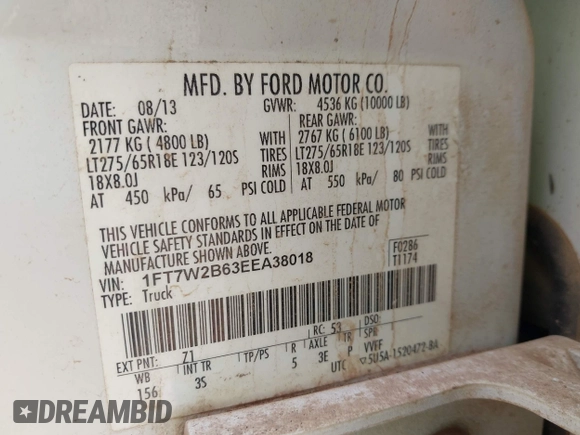 MFD. BY FORD MOTOR CO.
DATE: 08/13 GVWR: 4536 KG (10000 LB)
FRONT GAWR: REAR GAWR:
2177 KG ( 4800 LB) WITH 2767 KG ( 6100 LB) WITH
LT275/65R18E 123/120S TIRES LT275/65R18E 123/120S TIRES
18X8.0J RIMS 18X8.0J RIMS
AT 450 kPa/ 65 PSI COLD AT 550 kPa/ 80 PSI COLD
THIS VEHICLE CONFORMS TO ALL APPLICABLE FEDERAL MOTOR
VEHICLE SAFETY STANDARDS IN EFFECT ON THE DATE OF
MANUFACTURE SHOWN ABOVE.
VIN: 1FT7W2B63EEA38018 F0286
TYPE: Truck T1174
EXT PNT: Z1 RC: 53 DSO:
WB INT TR TP/PS R AXLE TR SPR
156 3S 5 3E P VVFF
UTC 5U5A-1520472-BA
DREAMBID